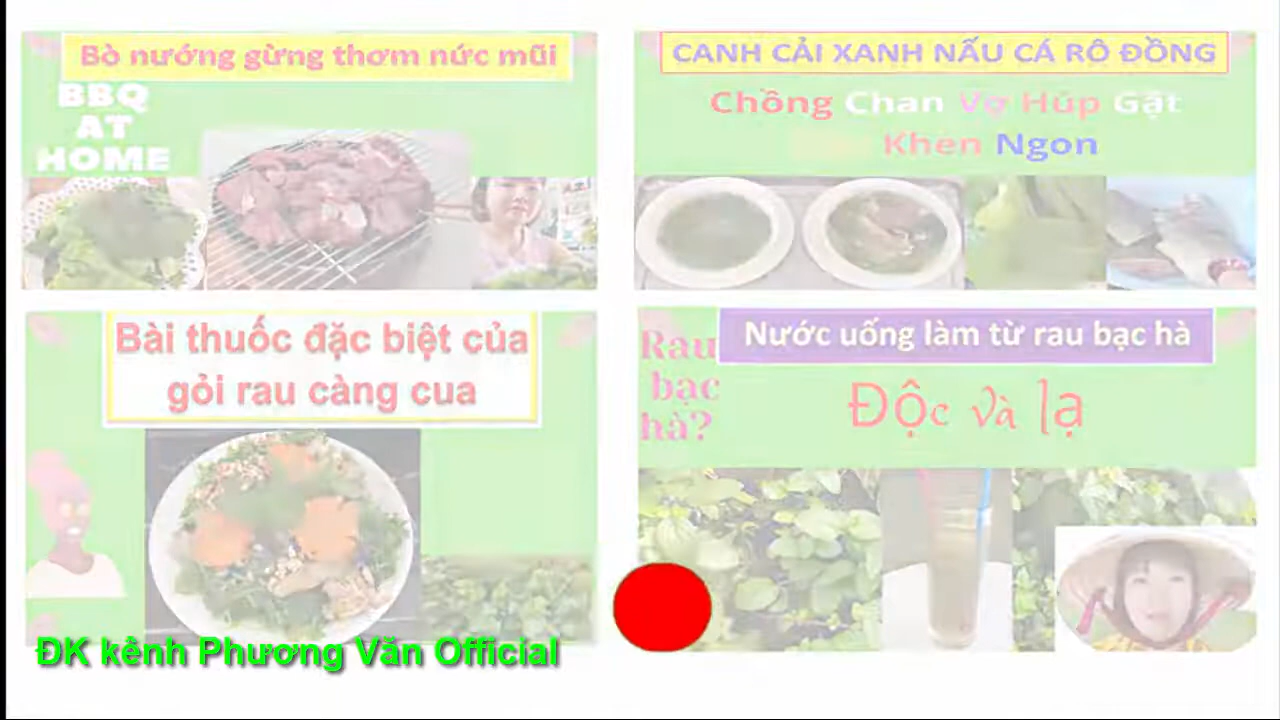 Bò nướng gừng thơm nức mũi
BBQ
AT
HOME
CANH CẢI XANH NẤU CÁ RÔ ĐỒNG
Chồng Chan Vợ Húp Gật
Khen Ngon
Bài thuốc đặc biệt của
gỏi rau càng cua
Rau
bạc
hà?
Nước uống làm từ rau bạc hà
Độc và lạ
ĐK kênh Phương Văn Official